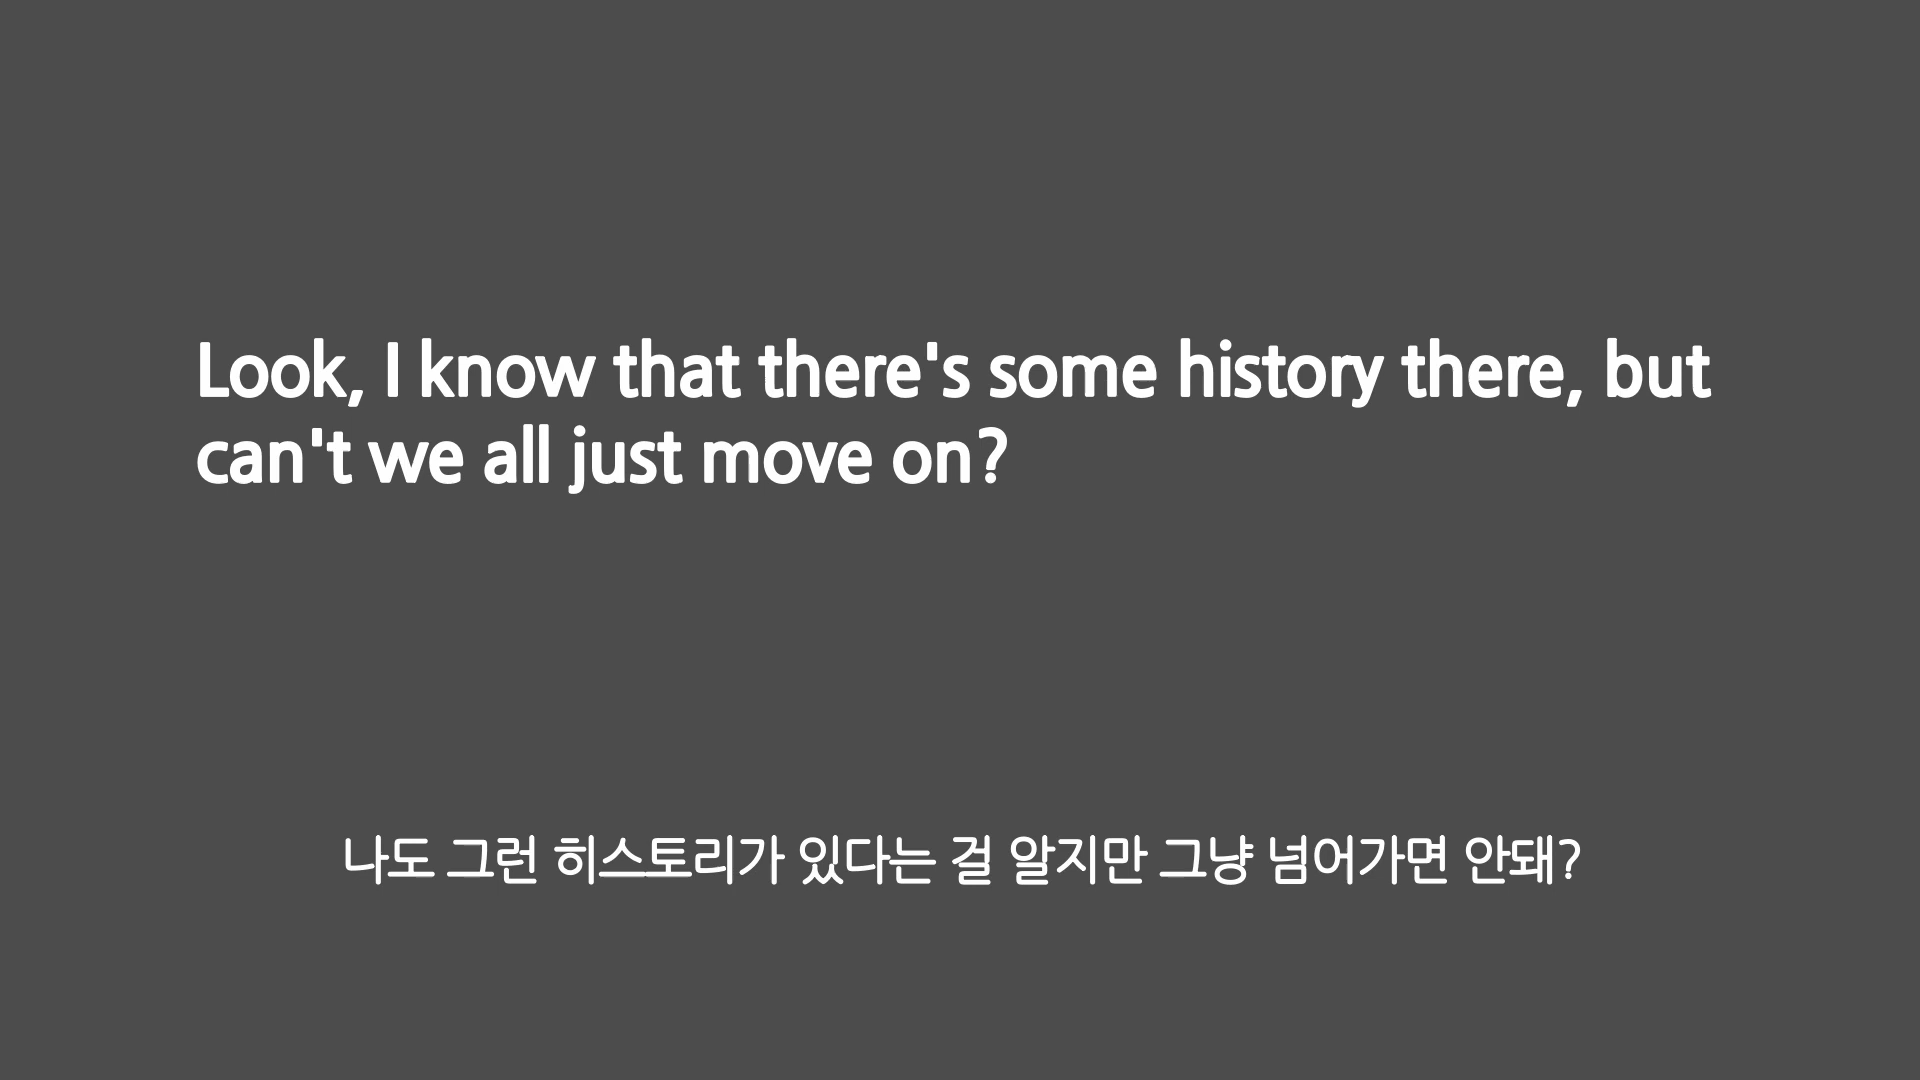 Look, I know that there's some history there, but
can't we all just move on?
나도 그런 히스토리가 있다는 걸 알지만 그냥 넘어가면 안돼?